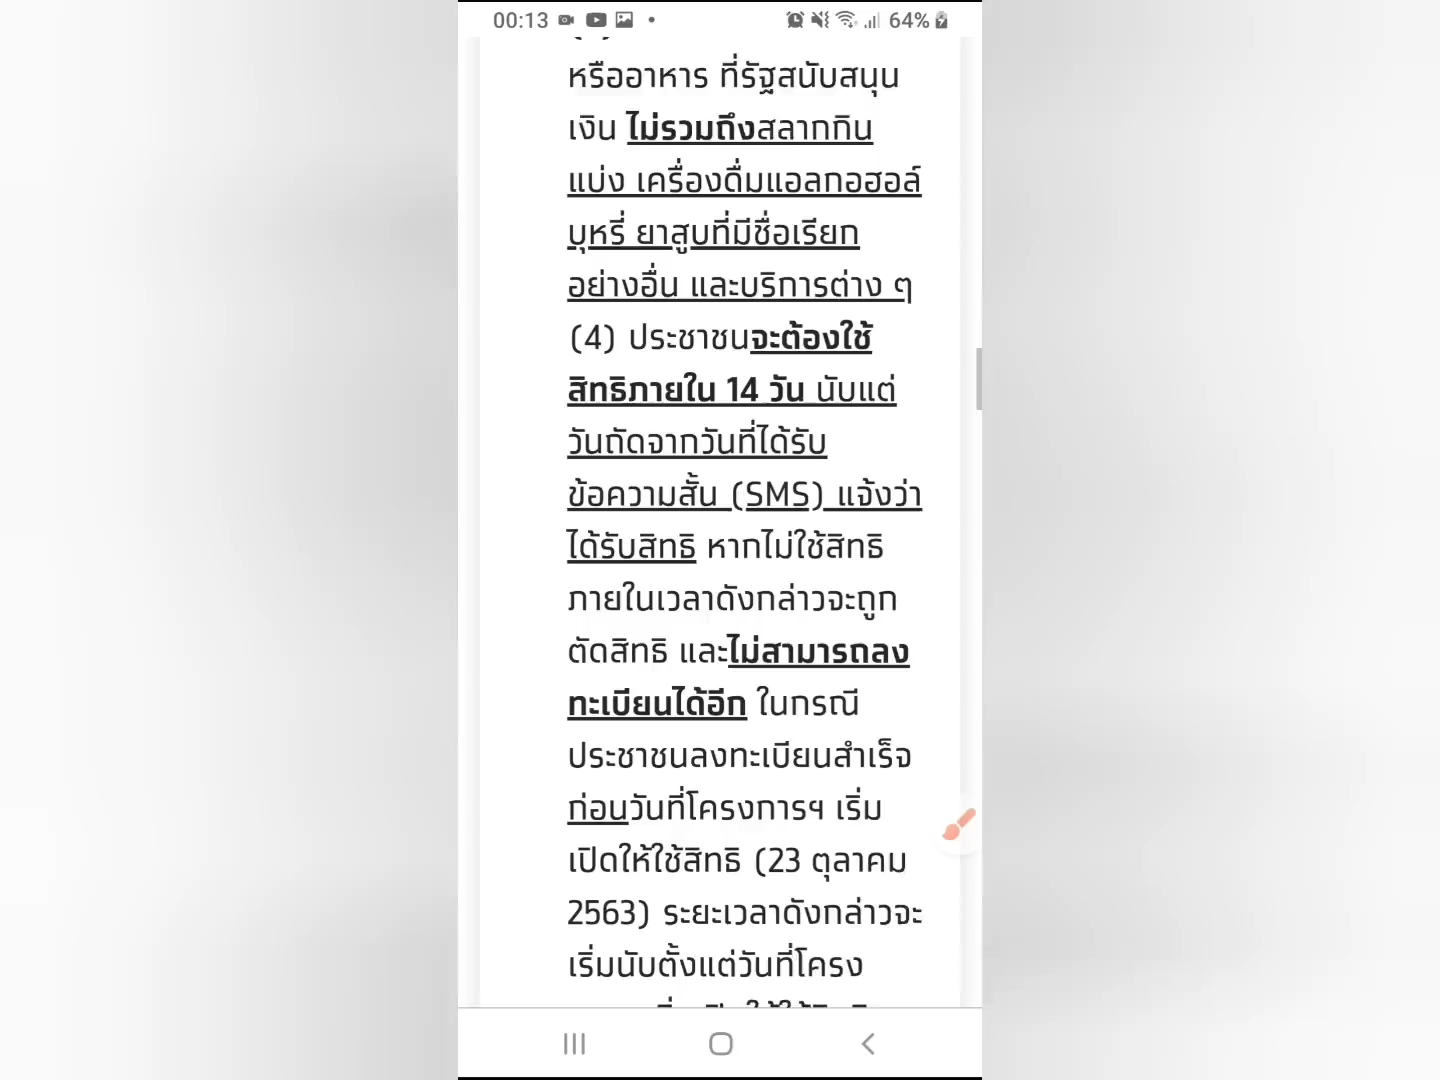 00:13
64%
หรืออาหาร ที่รัฐสนับสนุน
เงิน ไม่รวมถึงสลากกิน
แบ่ง เครื่องดื่มแอลกอฮอล์
บุหรี่ ยาสูบที่มีชื่อเรียก
อย่างอื่น และบริการต่าง ๆ
(4) ประชาชนจะต้องใช้
สิทธิภายใน 14 วัน นับแต่
วันถัดจากวันที่ได้รับ
ข้อความสั้น (SMS) แจ้งว่า
ได้รับสิทธิ หากไม่ใช้สิทธิ
ภายในเวลาดังกล่าวจะถูก
ตัดสิทธิ และไม่สามารถลง
ทะเบียนได้อีก ในกรณี
ประชาชนลงทะเบียนสำเร็จ
ก่อนวันที่โครงการฯ เริ่ม
เปิดให้ใช้สิทธิ (23 ตุลาคม
2563) ระยะเวลาดังกล่าวจะ
เริ่มนับตั้งแต่วันที่โครง